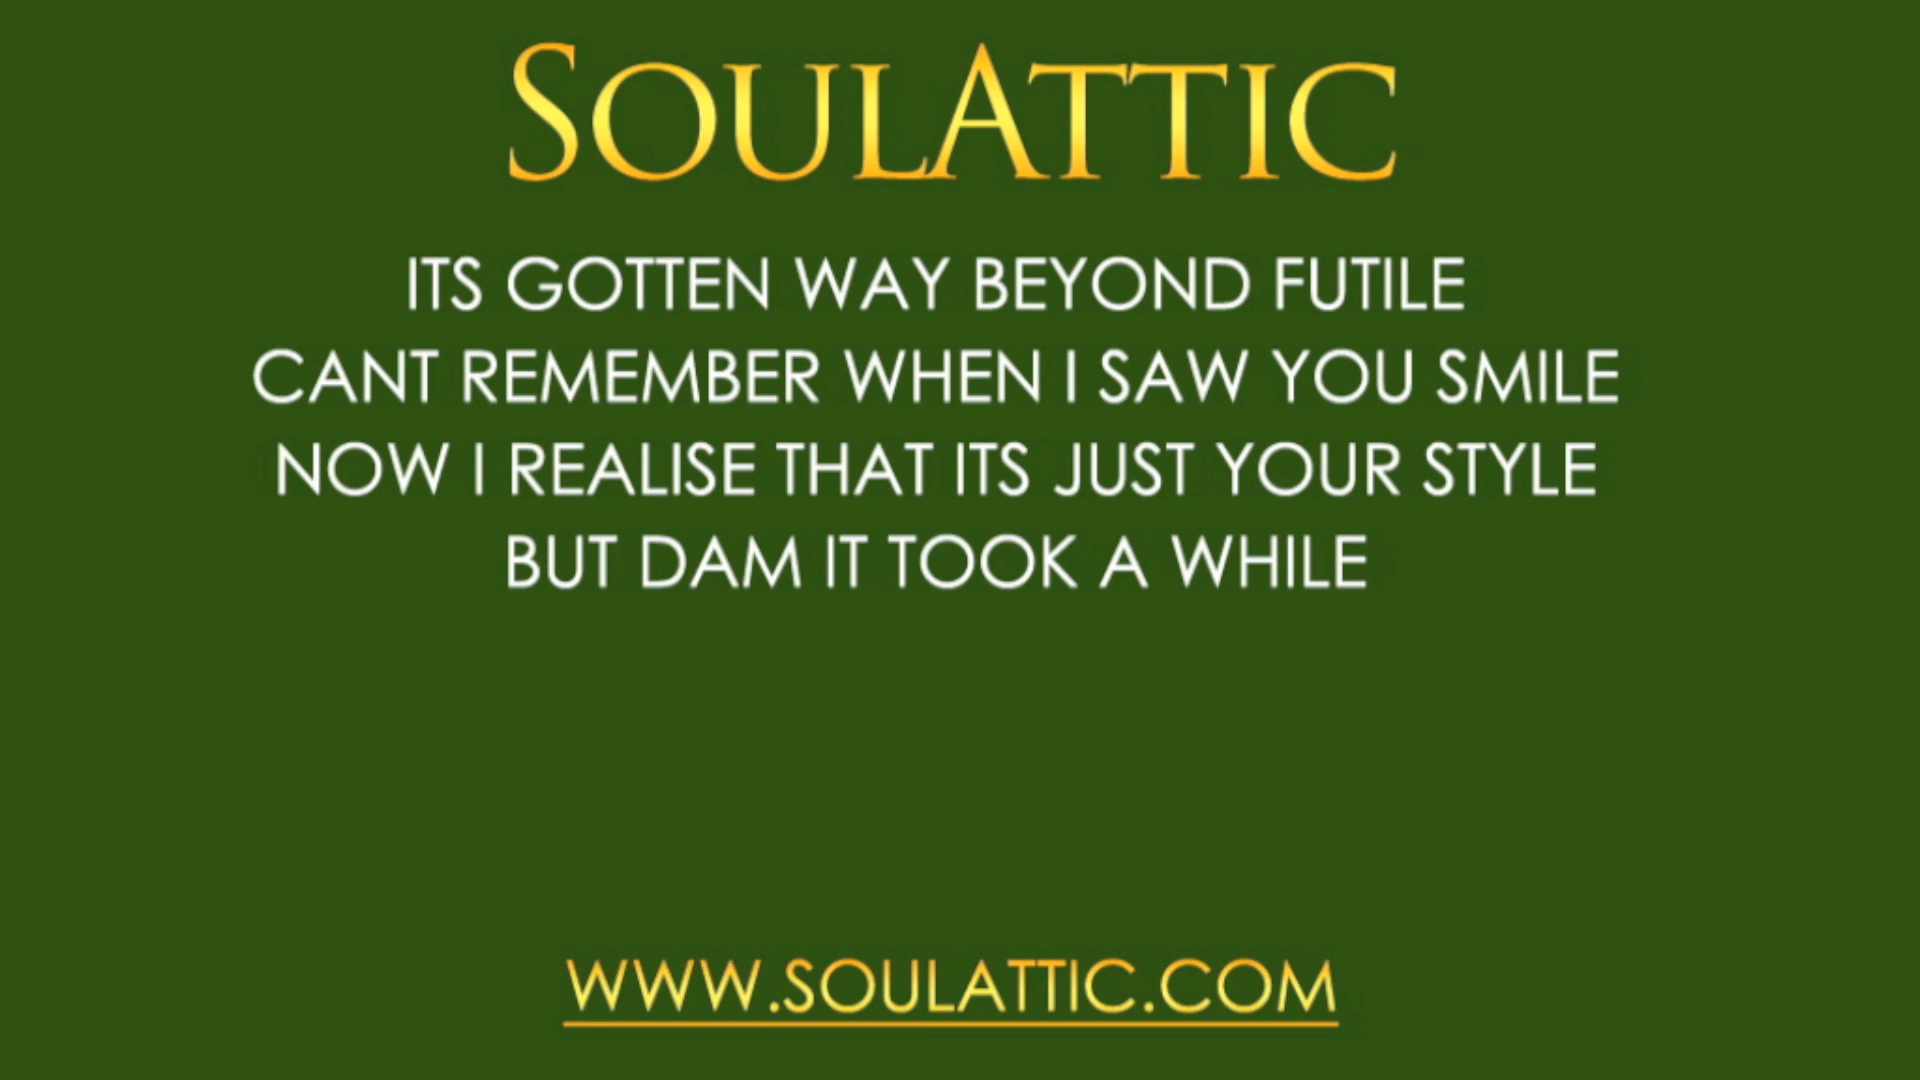 SOULATTIC
ITS GOTTEN WAY BEYOND FUTILE
CANT REMEMBER WHEN I SAW YOU SMILE
NOW I REALISE THAT ITS JUST YOUR STYLE
BUT DAM IT TOOK A WHILE
WWW.SOULATTIC.COM